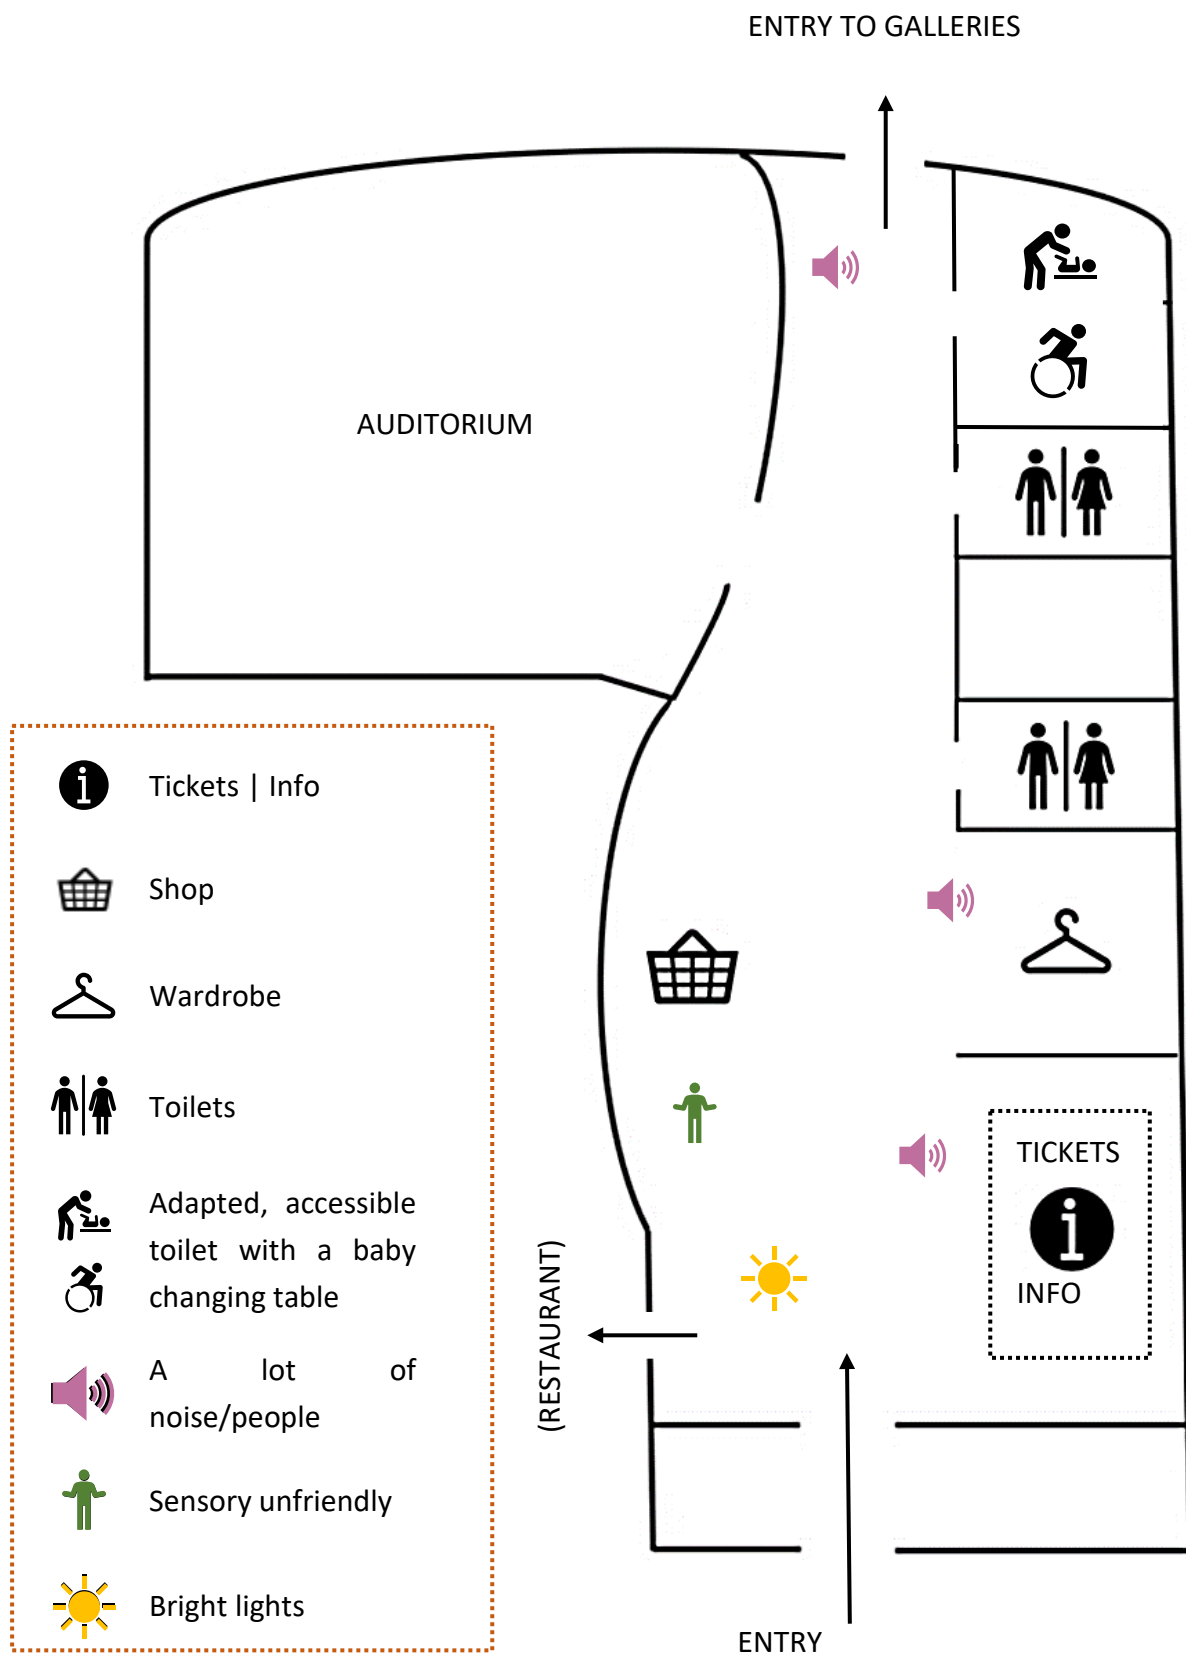 ENTRY TO GALLERIES
AUDITORIUM
Tickets | Info
Shop
Wardrobe
Toilets
Adapted, accessible
toilet with a baby
changing table
A lot of
noise/people
Sensory unfriendly
Bright lights
TICKETS
INFO
(RESTAURANT)
ENTRY